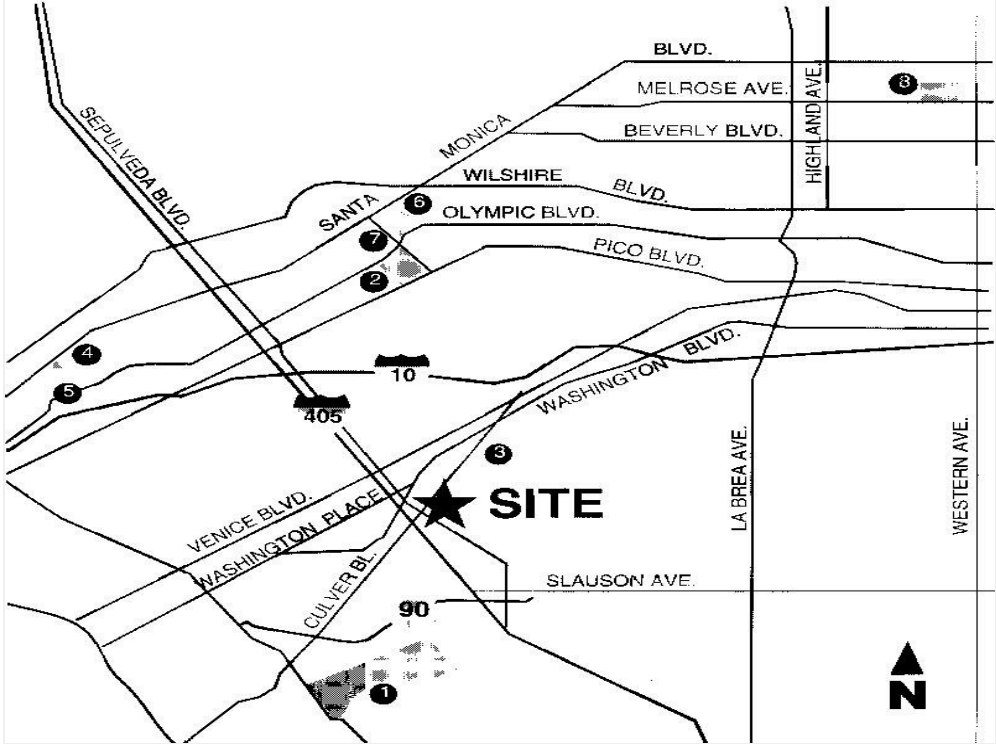 BLVD.
MELROSE AVE.
8
BEVERLY BLVD.
HIGHLAND AVE.
SEPULVEDA BLVD.
MONICA
WILSHIRE
BLVD.
SANTA
6
OLYMPIC BLVD.
7
PICO BLVD.
2
4
10
BLVD.
5
WASHINGTON
405
3
LA BREA AVE.
WESTERN AVE.
SITE
VENICE BLVD.
WASHINGTON PLACE
CULVER BL.
SLAUSON AVE.
90
1
N